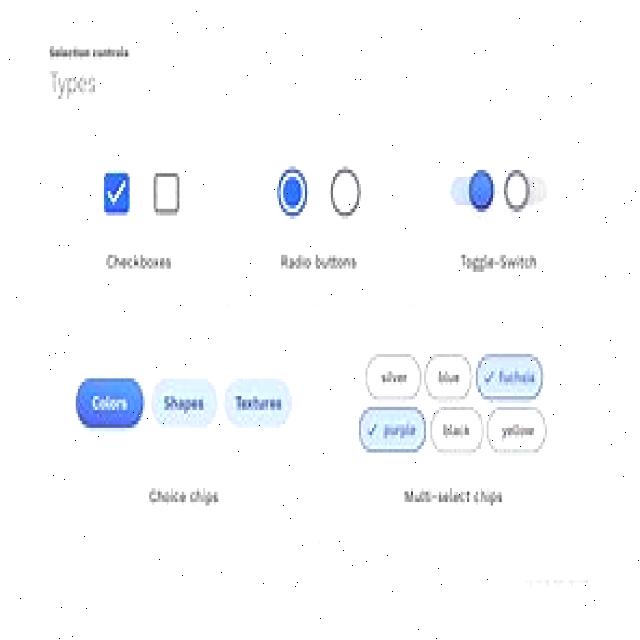 Selection controls
Types
Checkboxes
Radio buttons
Toggle-Switch
Colors
Shapes
Textures
Choice chips
silver
blue
✓ fuchsia
✓ purple
black
yellow
Multi-select chips